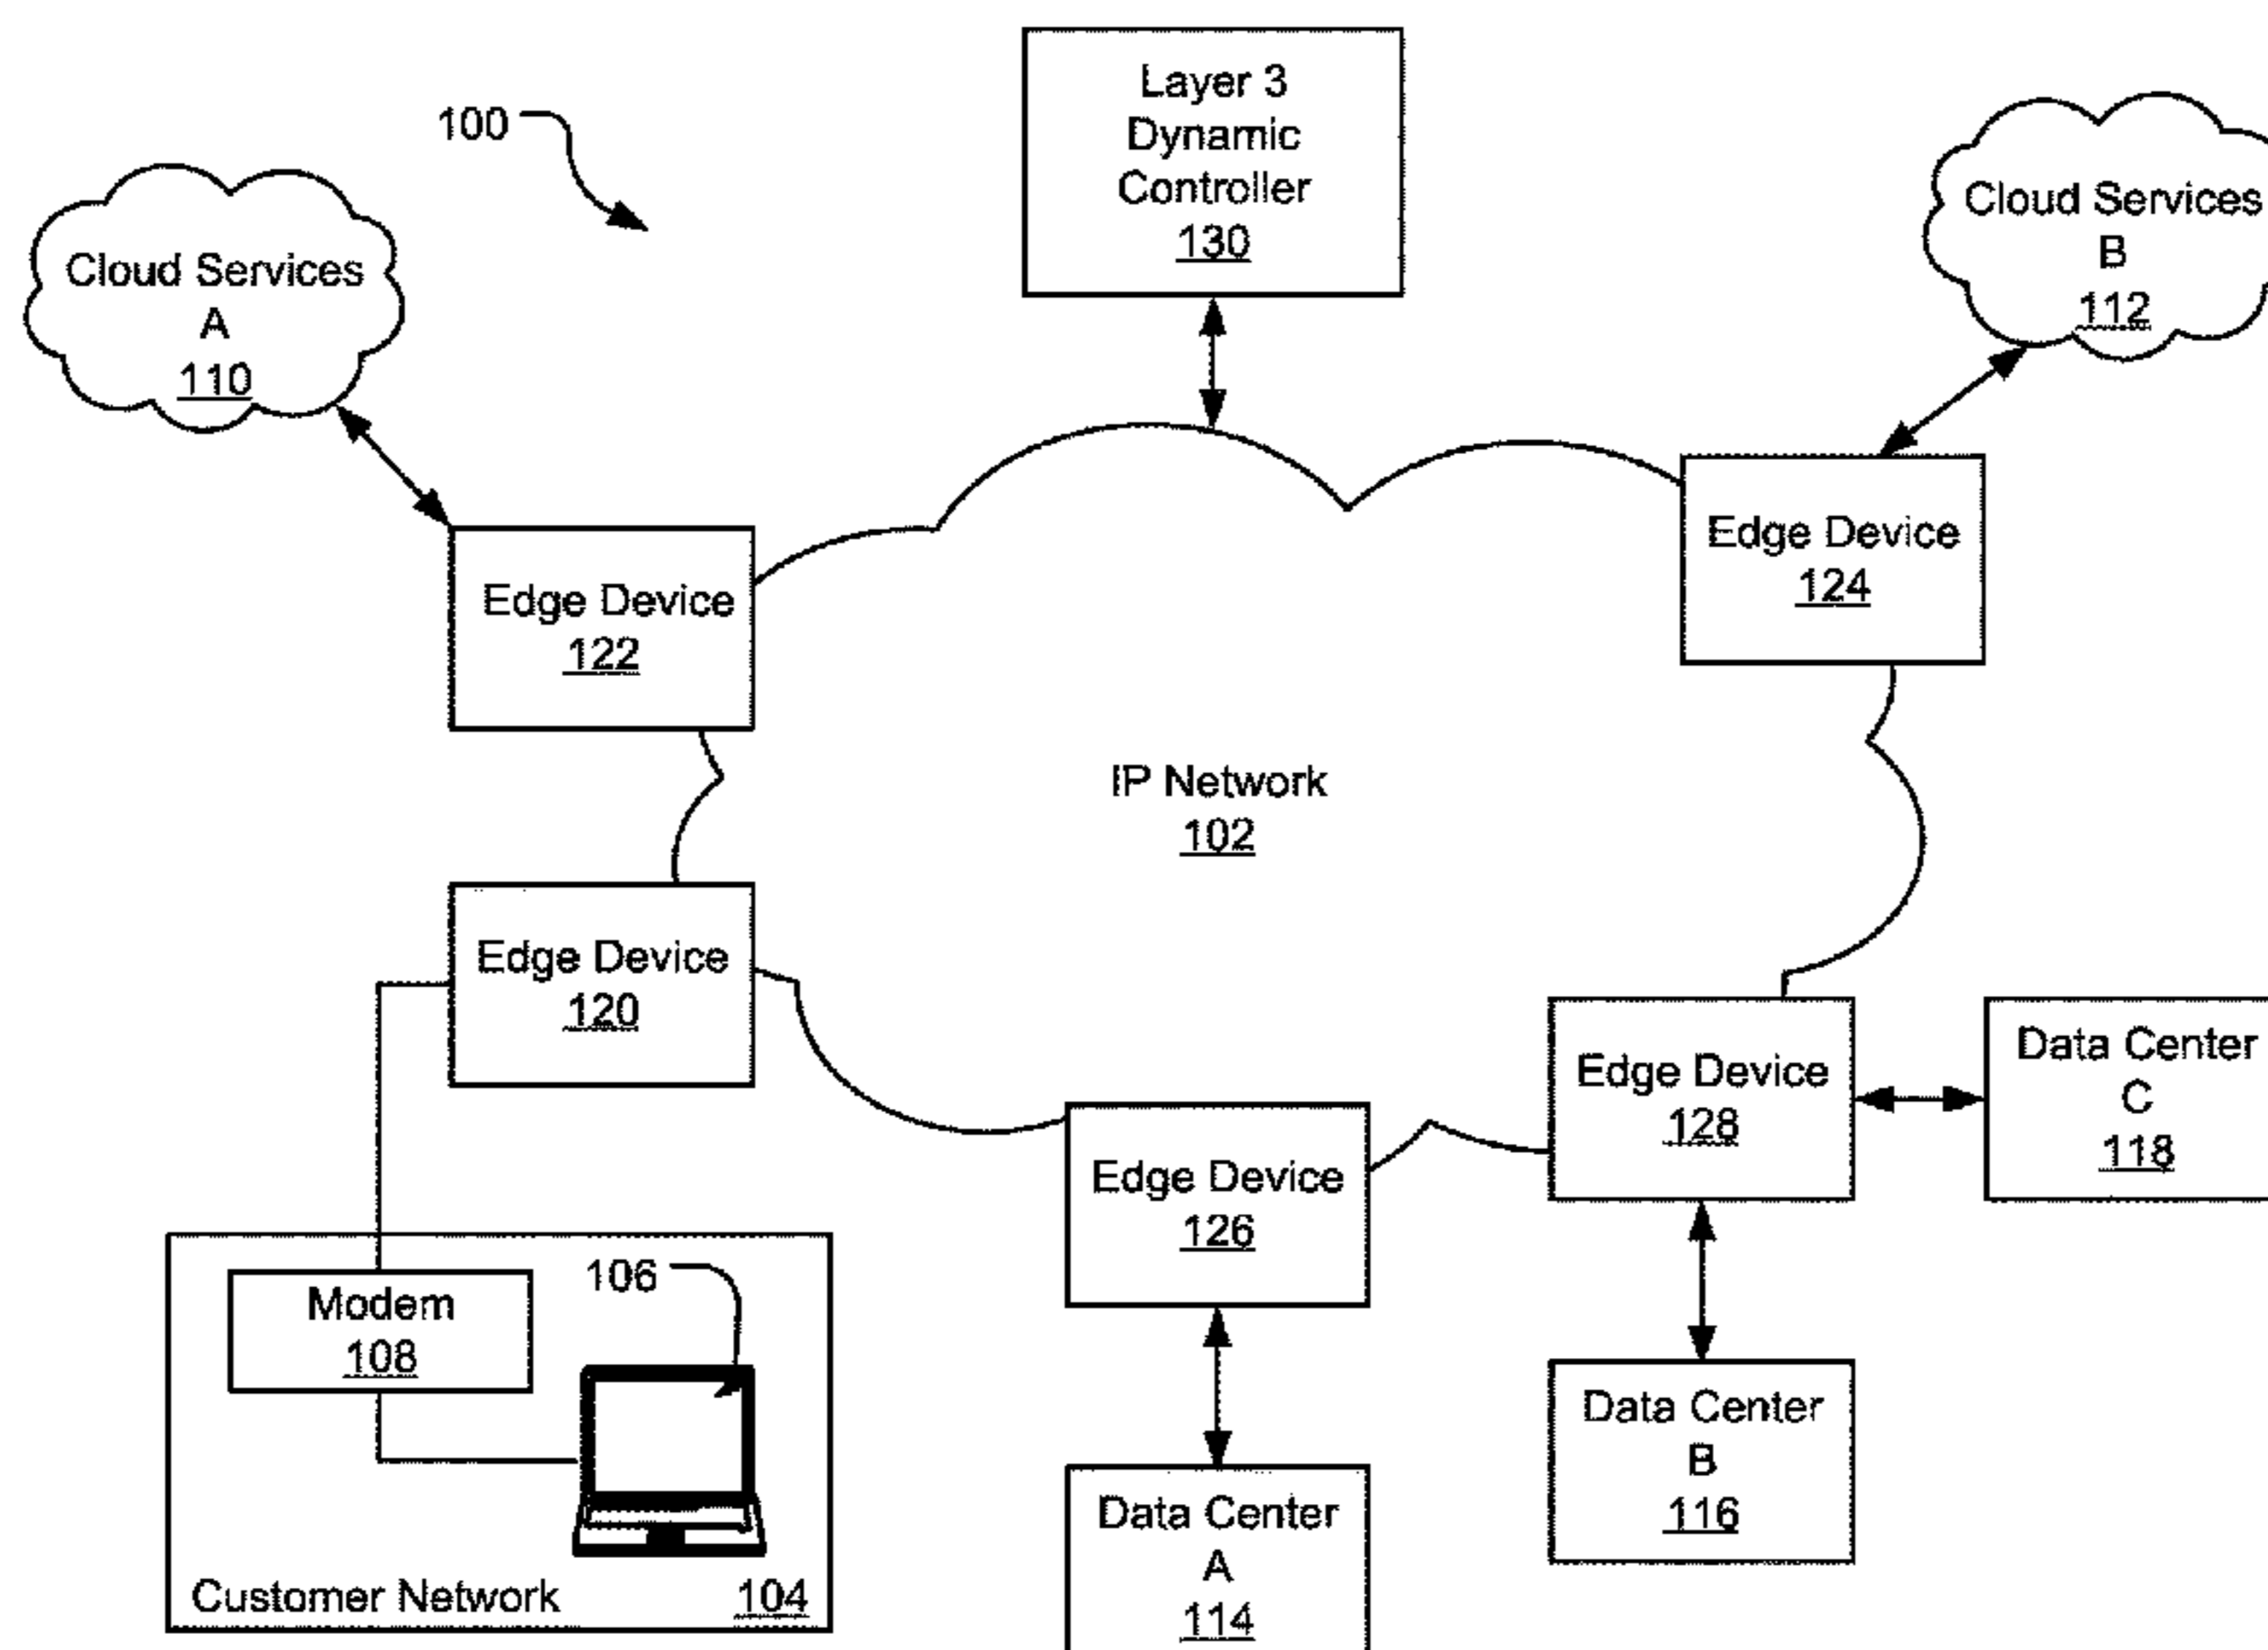 Layer 3
Dynamic
Controller
130
100
Cloud Services
A
110
Cloud Services
B
112
Edge Device
122
Edge Device
124
IP Network
102
Edge Device
120
Edge Device
126
Edge Device
128
Data Center
C
118
Modem
108
106
Customer Network
104
Data Center
A
114
Data Center
B
116